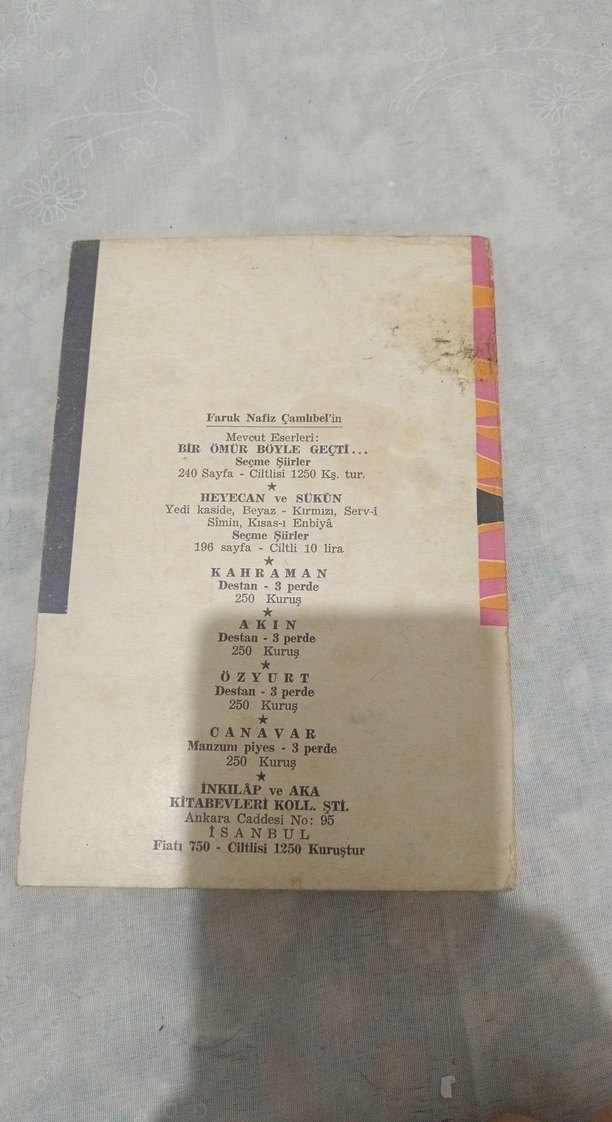 Faruk Nafiz Çamlıbel'in
Mevcut Eserleri:
BİR ÖMÜR BÖYLE GEÇTİ...
Seçme Şiirler
240 Sayfa - Ciltlisi 1250 Kş. tur.
HEYECAN ve SÜKÛN
Yedi kaside, Beyaz - Kırmızı, Serv-i
Sîmin, Kısas-ı Enbiyâ
Seçme Şiirler
196 sayfa - Ciltli 10 lira
KAHRAMAN
Destan - 3 perde
250 Kuruş
AKIN
Destan - 3 perde
250 Kuruş
ÖZYURT
Destan - 3 perde
250 Kuruş
CANAVAR
Manzum piyes - 3 perde
250 Kuruş
İNKILÂP ve AKA
KİTABEVLERİ KOLL. ŞTİ.
Ankara Caddesi No: 95
İSANBUL
Fiatı 750 - Ciltlisi 1250 Kuruştur